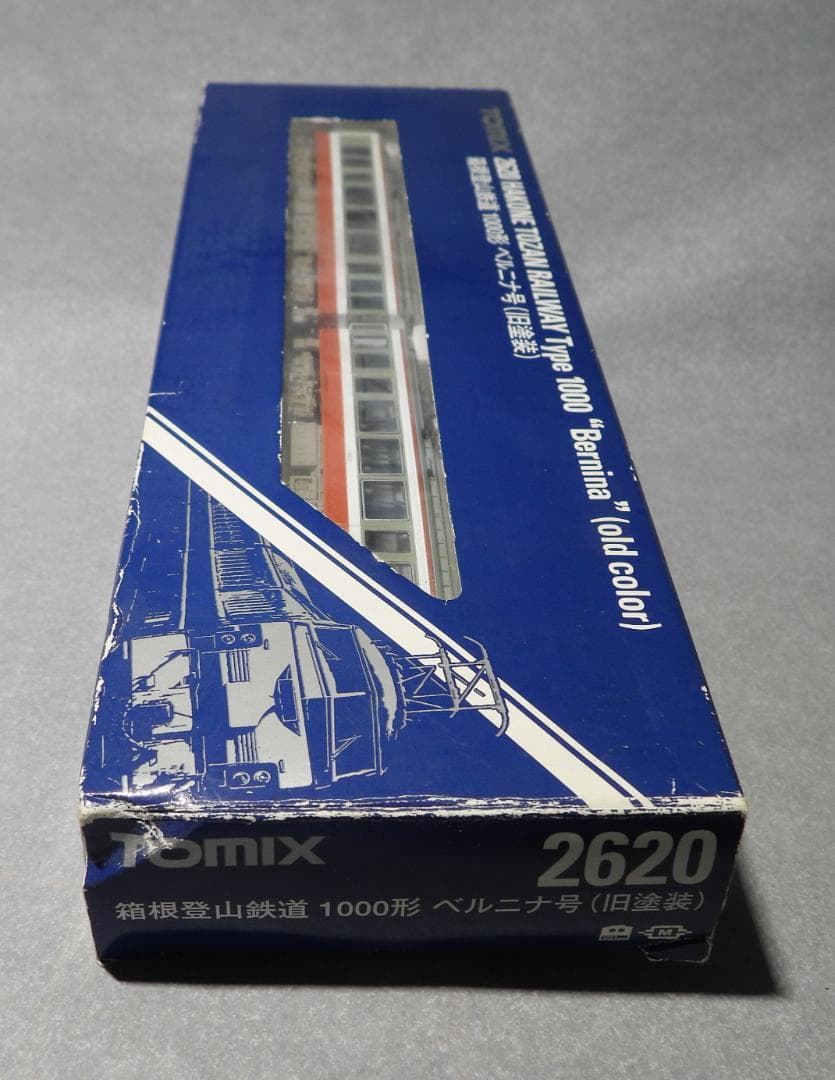 TOMIX 2620 HAKONE TOZAN RAILWAY Type 1000 “Bernina” (old color)
箱根登山鉄道 1000形 ベルニナ号(旧塗装)
TOMIX
2620
箱根登山鉄道 1000形 ベルニナ号(旧塗装)
M